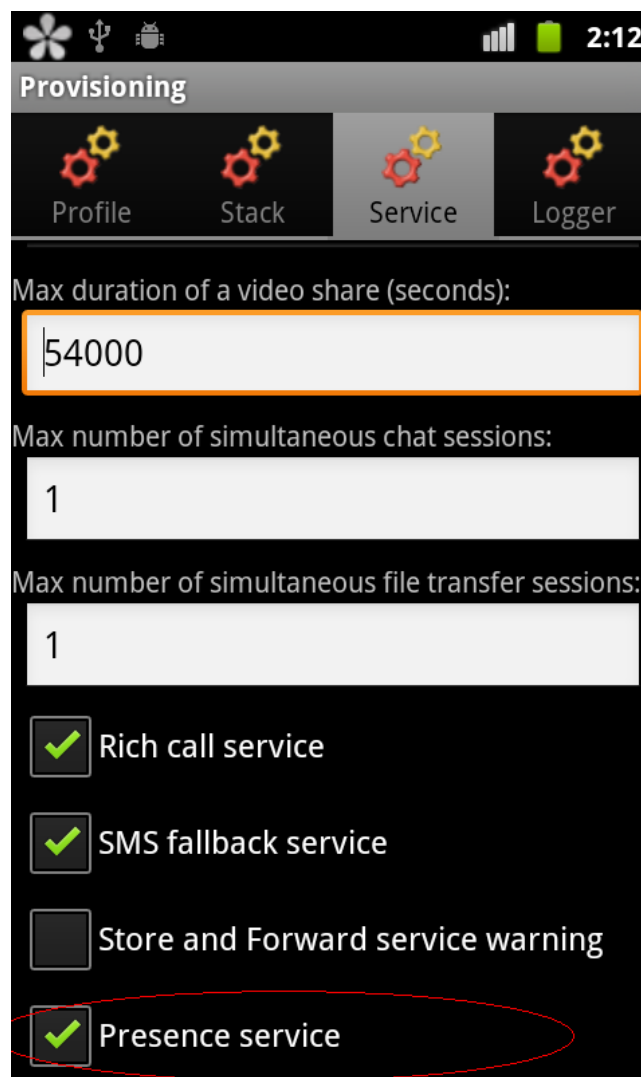 2:12
Provisioning
Profile Stack Service Logger
Max duration of a video share (seconds):
54000
Max number of simultaneous chat sessions:
1
Max number of simultaneous file transfer sessions:
1
Rich call service
SMS fallback service
Store and Forward service warning
Presence service